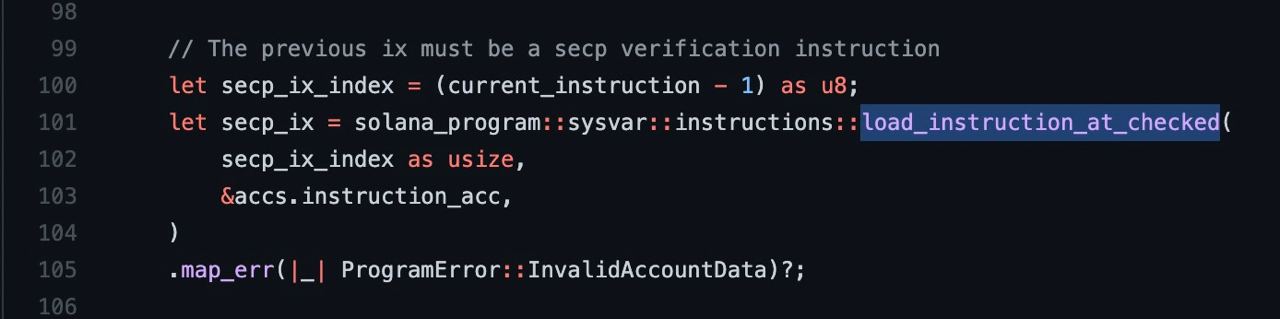 98
99 // The previous ix must be a secp verification instruction
100 let secp_ix_index = (current_instruction - 1) as u8;
101 let secp_ix = solana_program::sysvar::instructions::load_instruction_at_checked(
102 secp_ix_index as usize,
103 &accs.instruction_acc,
104 )
105 .map_err(|_| ProgramError::InvalidAccountData)?;
106